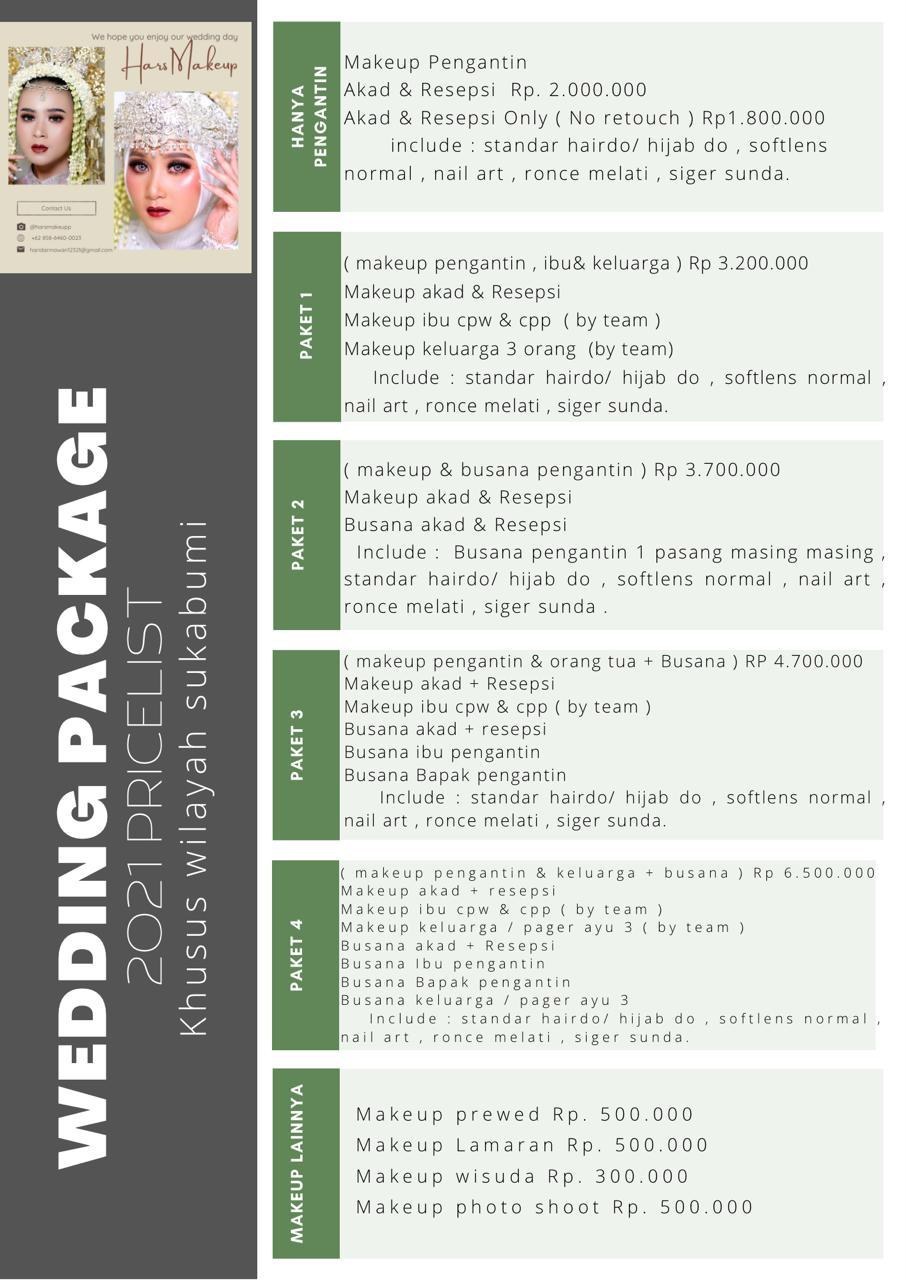 We hope you enjoy our wedding day
HarsMakeup
Contact Us
@harsmakeupp
+62 858-6460-0023
WEDDING PACKAGE
2021 PRICELIST
Khusus wilayah sukabumi
HANYA
PENGANTIN
Makeup Pengantin
Akad & Resepsi Rp. 2.000.000
Akad & Resepsi Only ( No retouch ) Rp1.800.000
include : standar hairdo/ hijab do , softlens
normal , nail art , ronce melati , siger sunda.
PAKET 1
( makeup pengantin , ibu& keluarga ) Rp 3.200.000
Makeup akad & Resepsi
Makeup ibu cpw & cpp ( by team )
Makeup keluarga 3 orang (by team)
Include : standar hairdo/ hijab do , softlens normal ,
nail art , ronce melati , siger sunda.
PAKET 2
( makeup & busana pengantin ) Rp 3.700.000
Makeup akad & Resepsi
Busana akad & Resepsi
Include : Busana pengantin 1 pasang masing masing ,
standar hairdo/ hijab do , softlens normal , nail art ,
ronce melati , siger sunda .
PAKET 3
( makeup pengantin & orang tua + Busana ) RP 4.700.000
Makeup akad + Resepsi
Makeup ibu cpw & cpp ( by team )
Busana akad + resepsi
Busana ibu pengantin
Busana Bapak pengantin
Include : standar hairdo/ hijab do , softlens normal ,
nail art , ronce melati , siger sunda.
PAKET 4
( makeup pengantin & keluarga + busana ) Rp 6.500.000
Makeup akad + resepsi
Makeup ibu cpw & cpp ( by team )
Makeup keluarga / pager ayu 3 ( by team )
Busana akad + Resepsi
Busana Ibu pengantin
Busana Bapak pengantin
Busana keluarga / pager ayu 3
Include : standar hairdo/ hijab do , softlens normal ,
nail art , ronce melati , siger sunda.
MAKEUP LAINNYA
Makeup prewed Rp. 500.000
Makeup Lamaran Rp. 500.000
Makeup wisuda Rp. 300.000
Makeup photo shoot Rp. 500.000